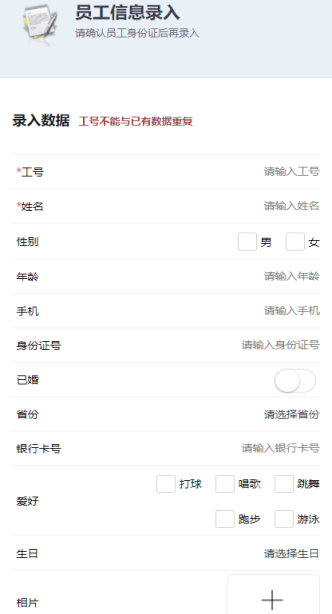 员工信息录入
请确认员工身份证后再录入
录入数据 工号不能与已有数据重复
*工号 请输入工号
*姓名 请输入姓名
性别 男 女
年龄 请输入年龄
手机 请输入手机
身份证号 请输入身份证号
已婚
省份 请选择省份
银行卡号 请输入银行卡号
打球 唱歌 跳舞
爱好
跑步 游泳
生日 请选择生日
相片